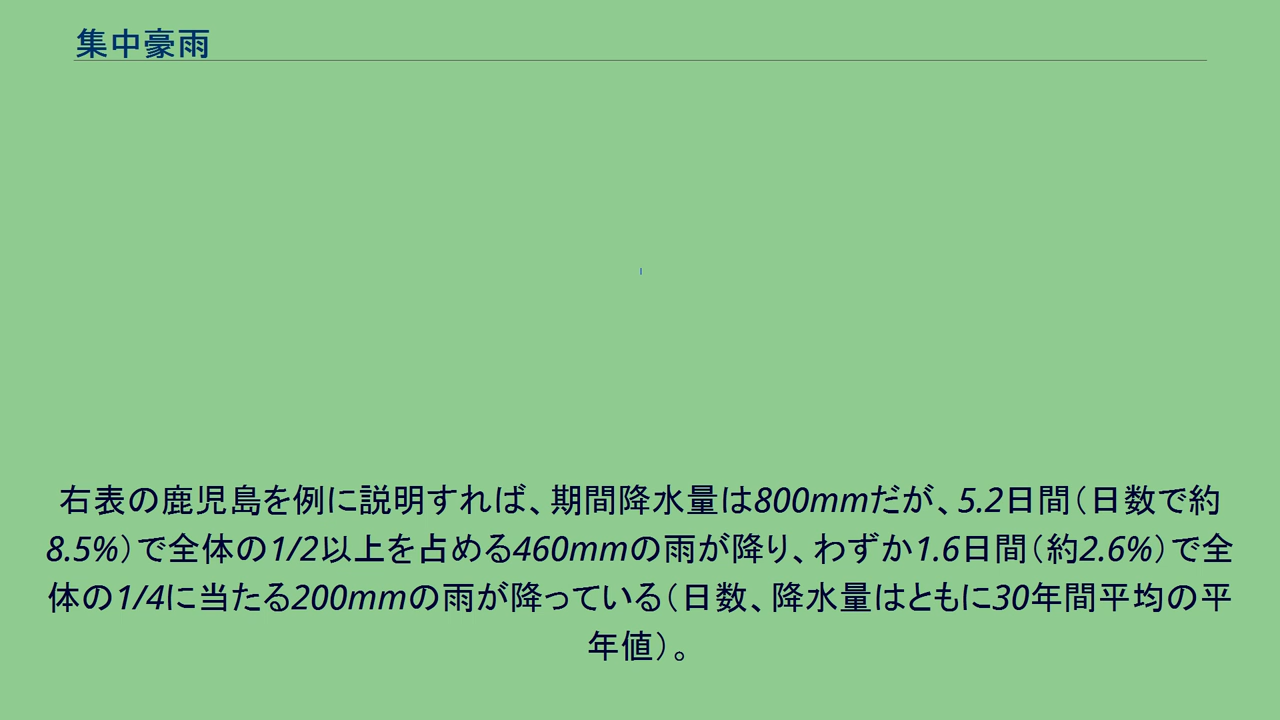 集中豪雨
右表の鹿児島を例に説明すれば、期間降水量は800mmだが、5.2日間（日数で約
8.5%）で全体の1/2以上を占める460mmの雨が降り、わずか1.6日間（約2.6%）で全
体の1/4に当たる200mmの雨が降っている（日数、降水量はともに30年間平均の平
年値）。